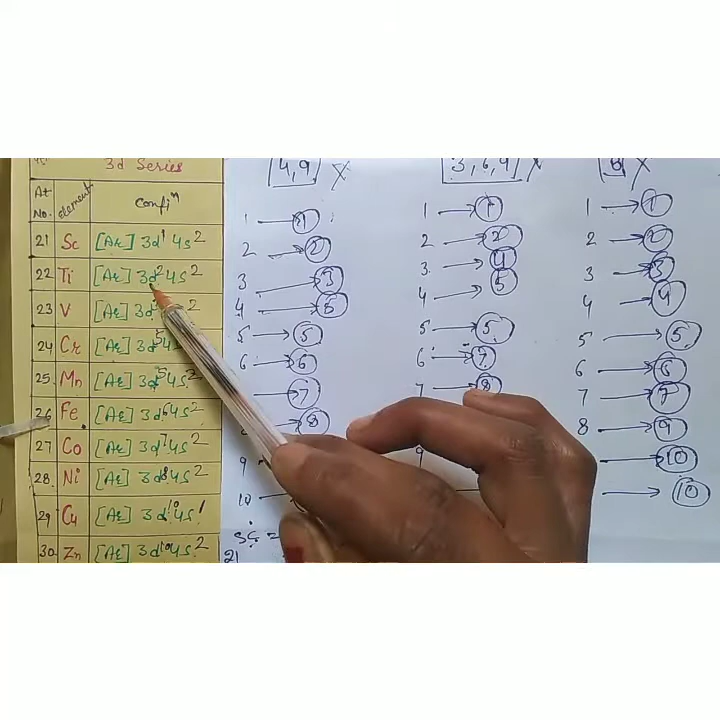 3d Series
At No. element Confiⁿ
21 Sc [Ar] 3d¹ 4s²
22 Ti [Ar] 3d² 4s²
23 V [Ar] 3d 2
24 Cr [Ar] 3d⁵ 4s
25 Mn [Ar] 3d⁵ 4s²
26 Fe [Ar] 3d⁶ 4s²
27 Co [Ar] 3d⁷ 4s²
28 Ni [Ar] 3d⁸ 4s²
29 Cu [Ar] 3d¹⁰ 4s¹
30 Zn [Ar] 3d¹⁰ 4s²
4,9 X
1 → 1
2 → 2
3 → 3
4 →
5 → 5
6 → 6
→ 7
→ 8
9
10
Sc =
21
3,6,9 X
1 → 1
2 → 2
3 → 4
4 → 5
5 → 5
6 → 7
7 → 8
9
8 X
1 → 1
2 → 2
3 → 3
4 → 4
5 → 5
6 → 6
7 → 7
8 → 9
→ 10
→ 10